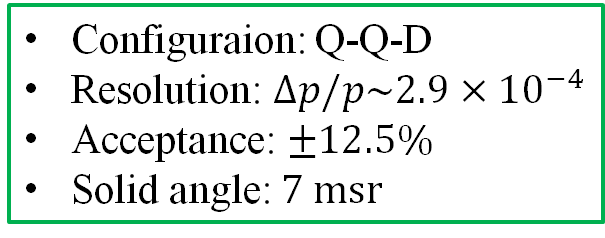 • Configuraion: Q-Q-D
• Resolution: Δp/p~2.9 × 10⁻⁴
• Acceptance: ±12.5%
• Solid angle: 7 msr